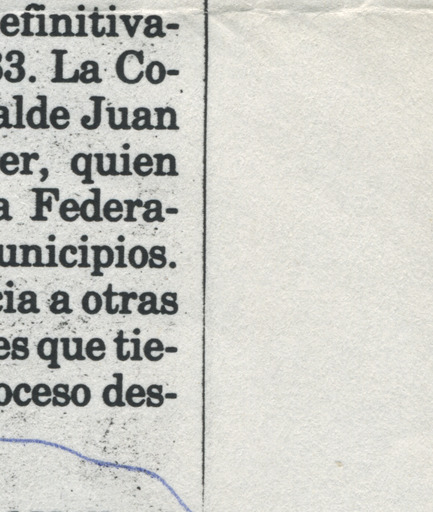 efinitiva-
33. La Co-
alde Juan
er, quien
a Federa-
unicipios.
cia a otras
es que tie-
oceso des-